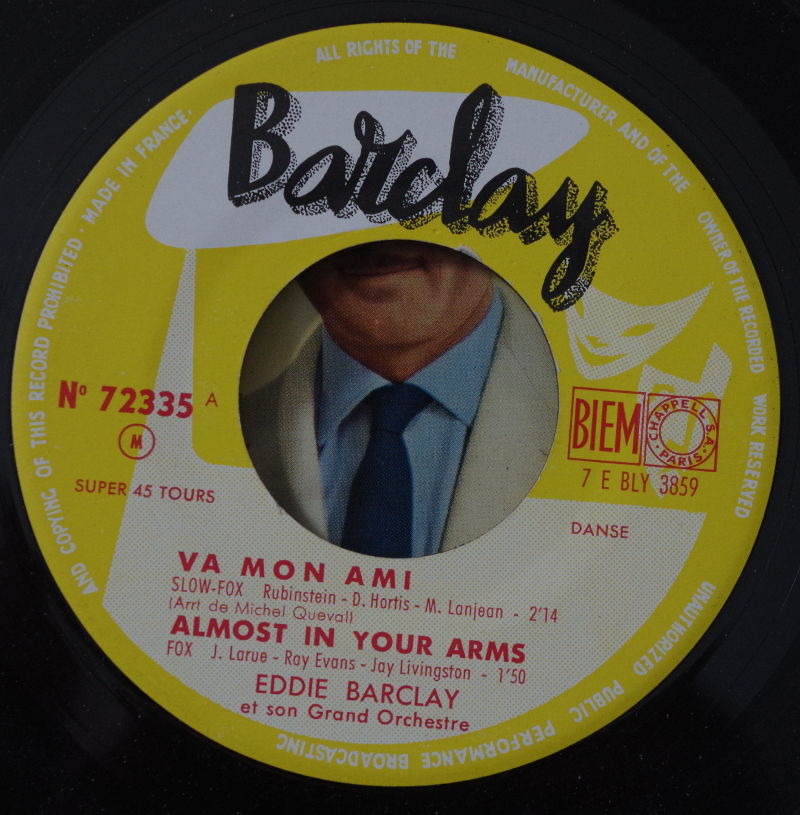 ALL RIGHTS OF THE MANUFACTURER AND OF THE OWNER OF THE RECORDED WORK RESERVED
UNAUTHORIZED PUBLIC PERFORMANCE BROADCASTING
AND COPYING OF THIS RECORD PROHIBITED · MADE IN FRANCE.
Barclay
N° 72335 A
M
SUPER 45 TOURS
BIEM
CHAPPELL S.A. PARIS
7 E BLY 3859
DANSE
VA MON AMI
SLOW-FOX Rubinstein - D. Hortis - M. Lanjean - 2'14
(Arrt de Michel Queval)
ALMOST IN YOUR ARMS
FOX J. Larue - Ray Evans - Jay Livingston - 1'50
EDDIE BARCLAY
et son Grand Orchestre